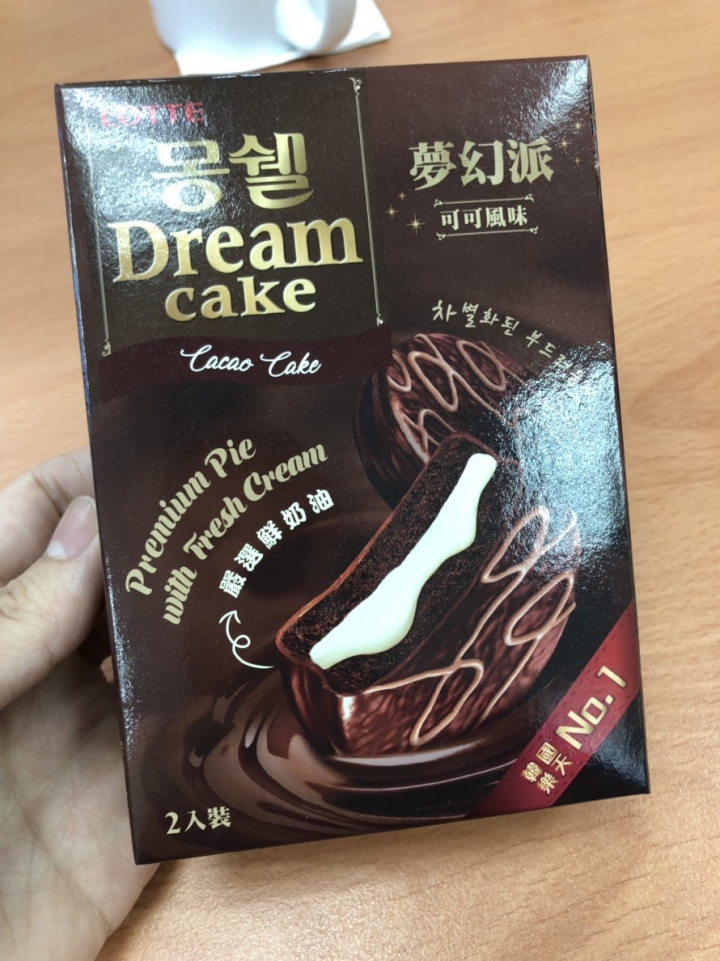 LOTTE
몽쉘
Dream
cake
Cacao Cake
夢幻派
可可風味
차별화된 부드러
Premium Pie
with Fresh Cream
嚴選鮮奶油
韓國
樂天
No.1
2入裝